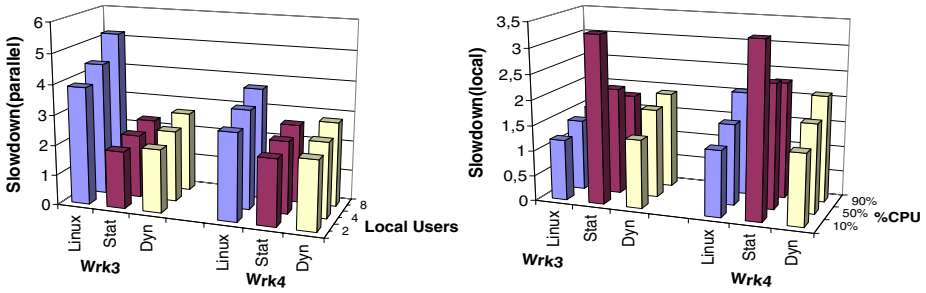 Slowdown(parallel)
6
5
4
3
2
1
0
Linux
Stat
Dyn
Linux
Stat
Dyn
Wrk3
Wrk4
8
4
2
Local Users
Slowdown(local)
3,5
3
2,5
2
1,5
1
0,5
0
Linux
Stat
Dyn
Linux
Stat
Dyn
Wrk3
Wrk4
90%
50%
10%
%CPU